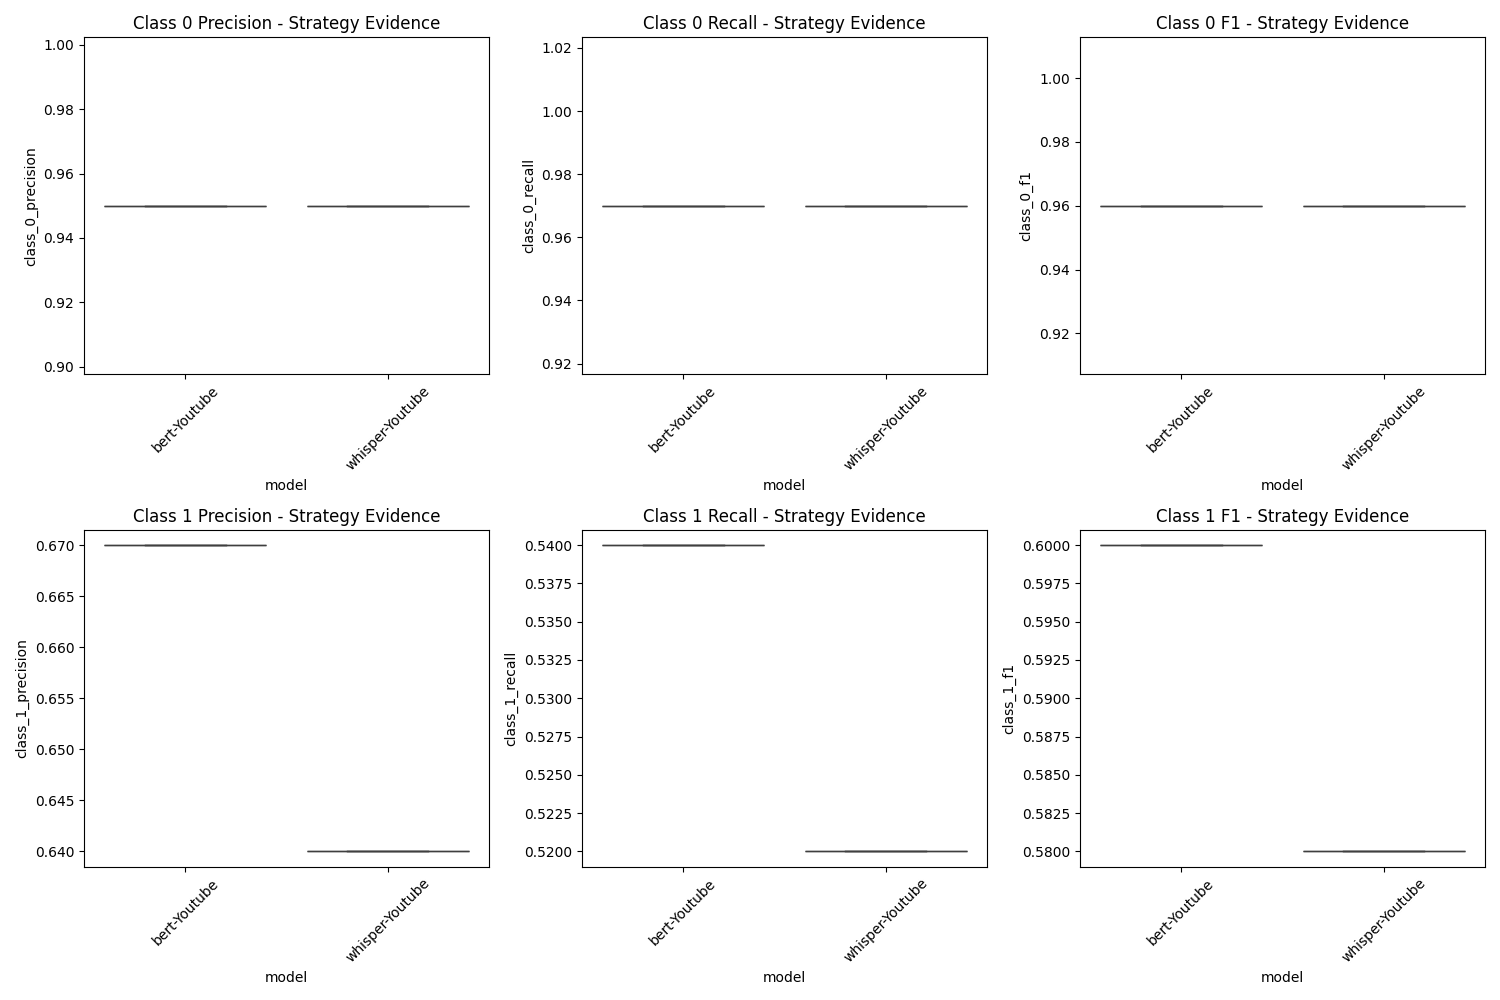 Class 0 Precision - Strategy Evidence
1.00
0.98
0.96
0.94
0.92
0.90
class_0_precision
bert-Youtube
whisper-Youtube
model
Class 0 Recall - Strategy Evidence
1.02
1.00
0.98
0.96
0.94
0.92
class_0_recall
bert-Youtube
whisper-Youtube
model
Class 0 F1 - Strategy Evidence
1.00
0.98
0.96
0.94
0.92
class_0_f1
bert-Youtube
whisper-Youtube
model
Class 1 Precision - Strategy Evidence
0.670
0.665
0.660
0.655
0.650
0.645
0.640
class_1_precision
bert-Youtube
whisper-Youtube
model
Class 1 Recall - Strategy Evidence
0.5400
0.5375
0.5350
0.5325
0.5300
0.5275
0.5250
0.5225
0.5200
class_1_recall
bert-Youtube
whisper-Youtube
model
Class 1 F1 - Strategy Evidence
0.6000
0.5975
0.5950
0.5925
0.5900
0.5875
0.5850
0.5825
0.5800
class_1_f1
bert-Youtube
whisper-Youtube
model